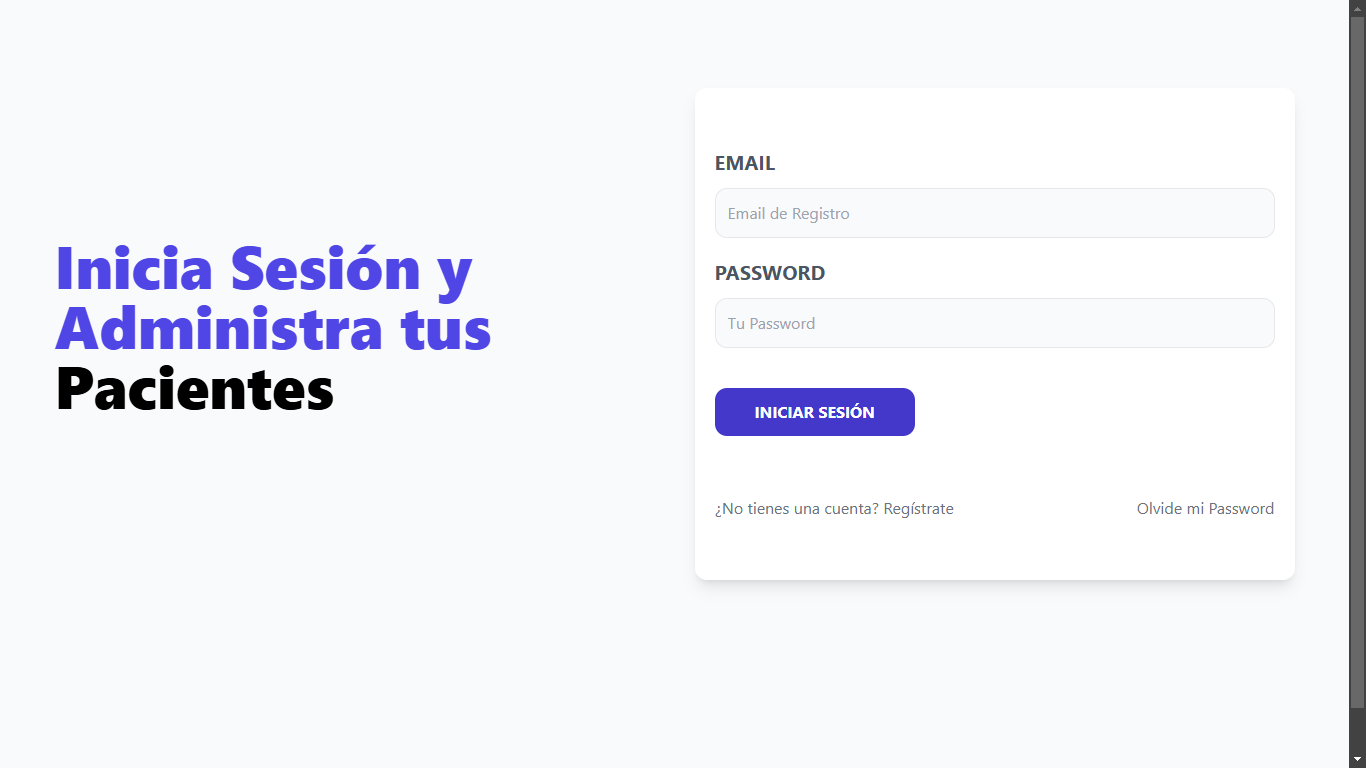 Inicia Sesión y
Administra tus
Pacientes
EMAIL
Email de Registro
PASSWORD
Tu Password
INICIAR SESIÓN
¿No tienes una cuenta? Regístrate
Olvide mi Password